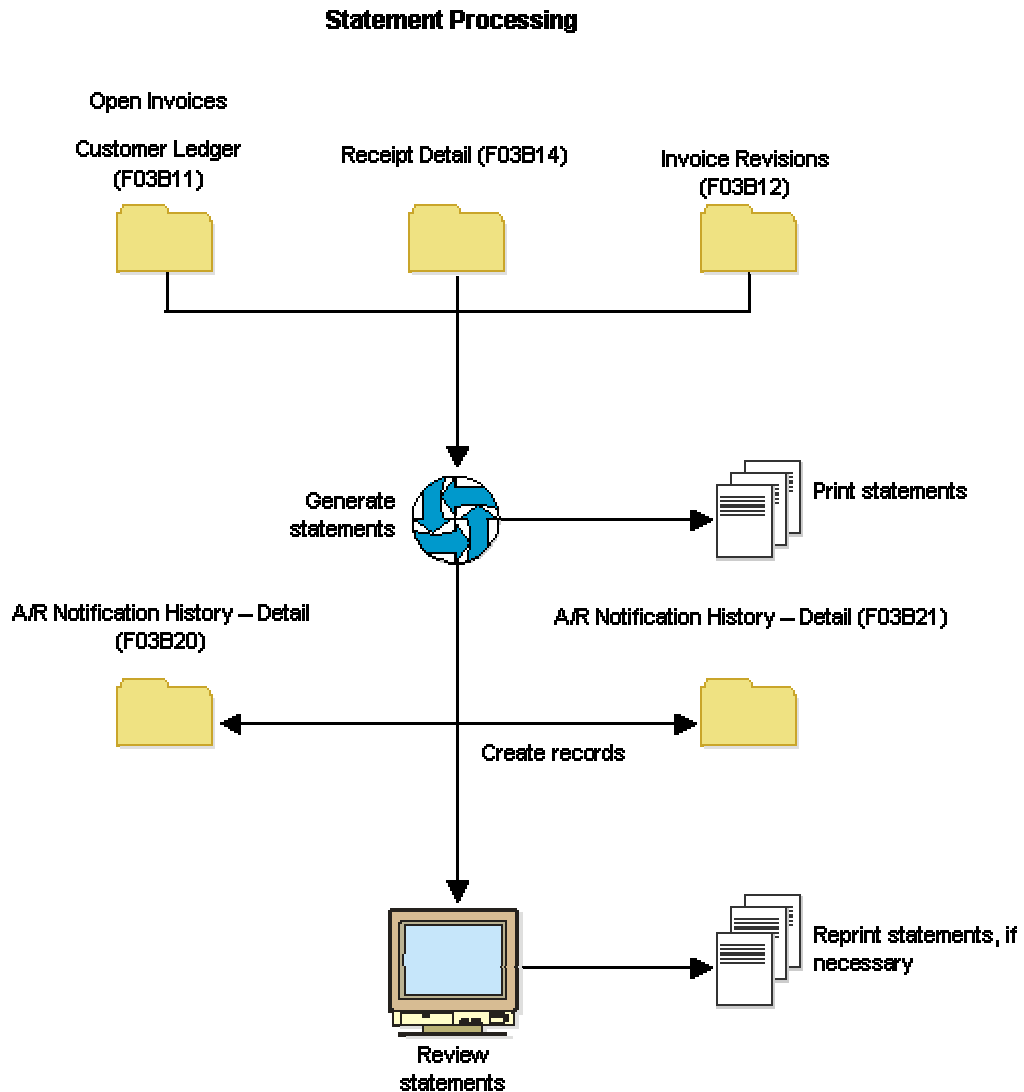 Statement Processing
Open Invoices
Customer Ledger
(F03B11)
Receipt Detail (F03B14)
Invoice Revisions
(F03B12)
Generate
statements
Print statements
A/R Notification History – Detail
(F03B20)
A/R Notification History – Detail (F03B21)
Create records
Reprint statements, if
necessary
Review
statements